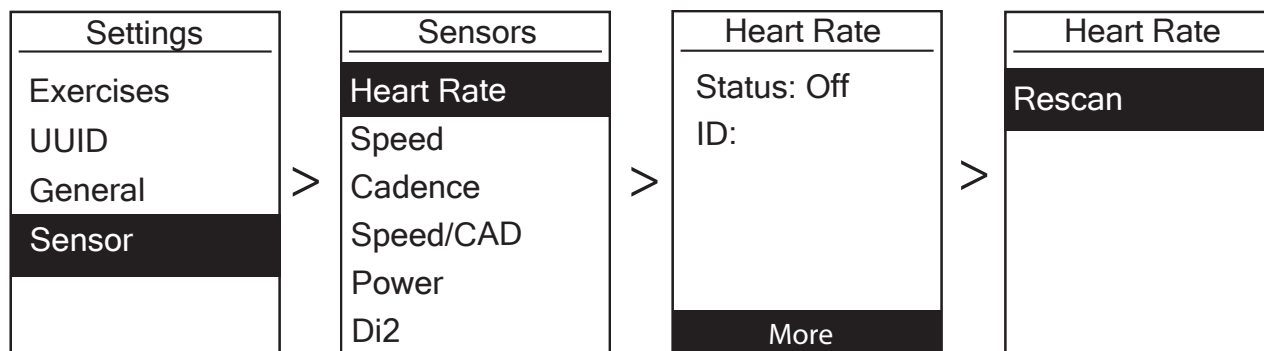 Settings
Exercises
UUID
General
Sensor
>
Sensors
Heart Rate
Speed
Cadence
Speed/CAD
Power
Di2
>
Heart Rate
Status: Off
ID:
More
>
Heart Rate
Rescan